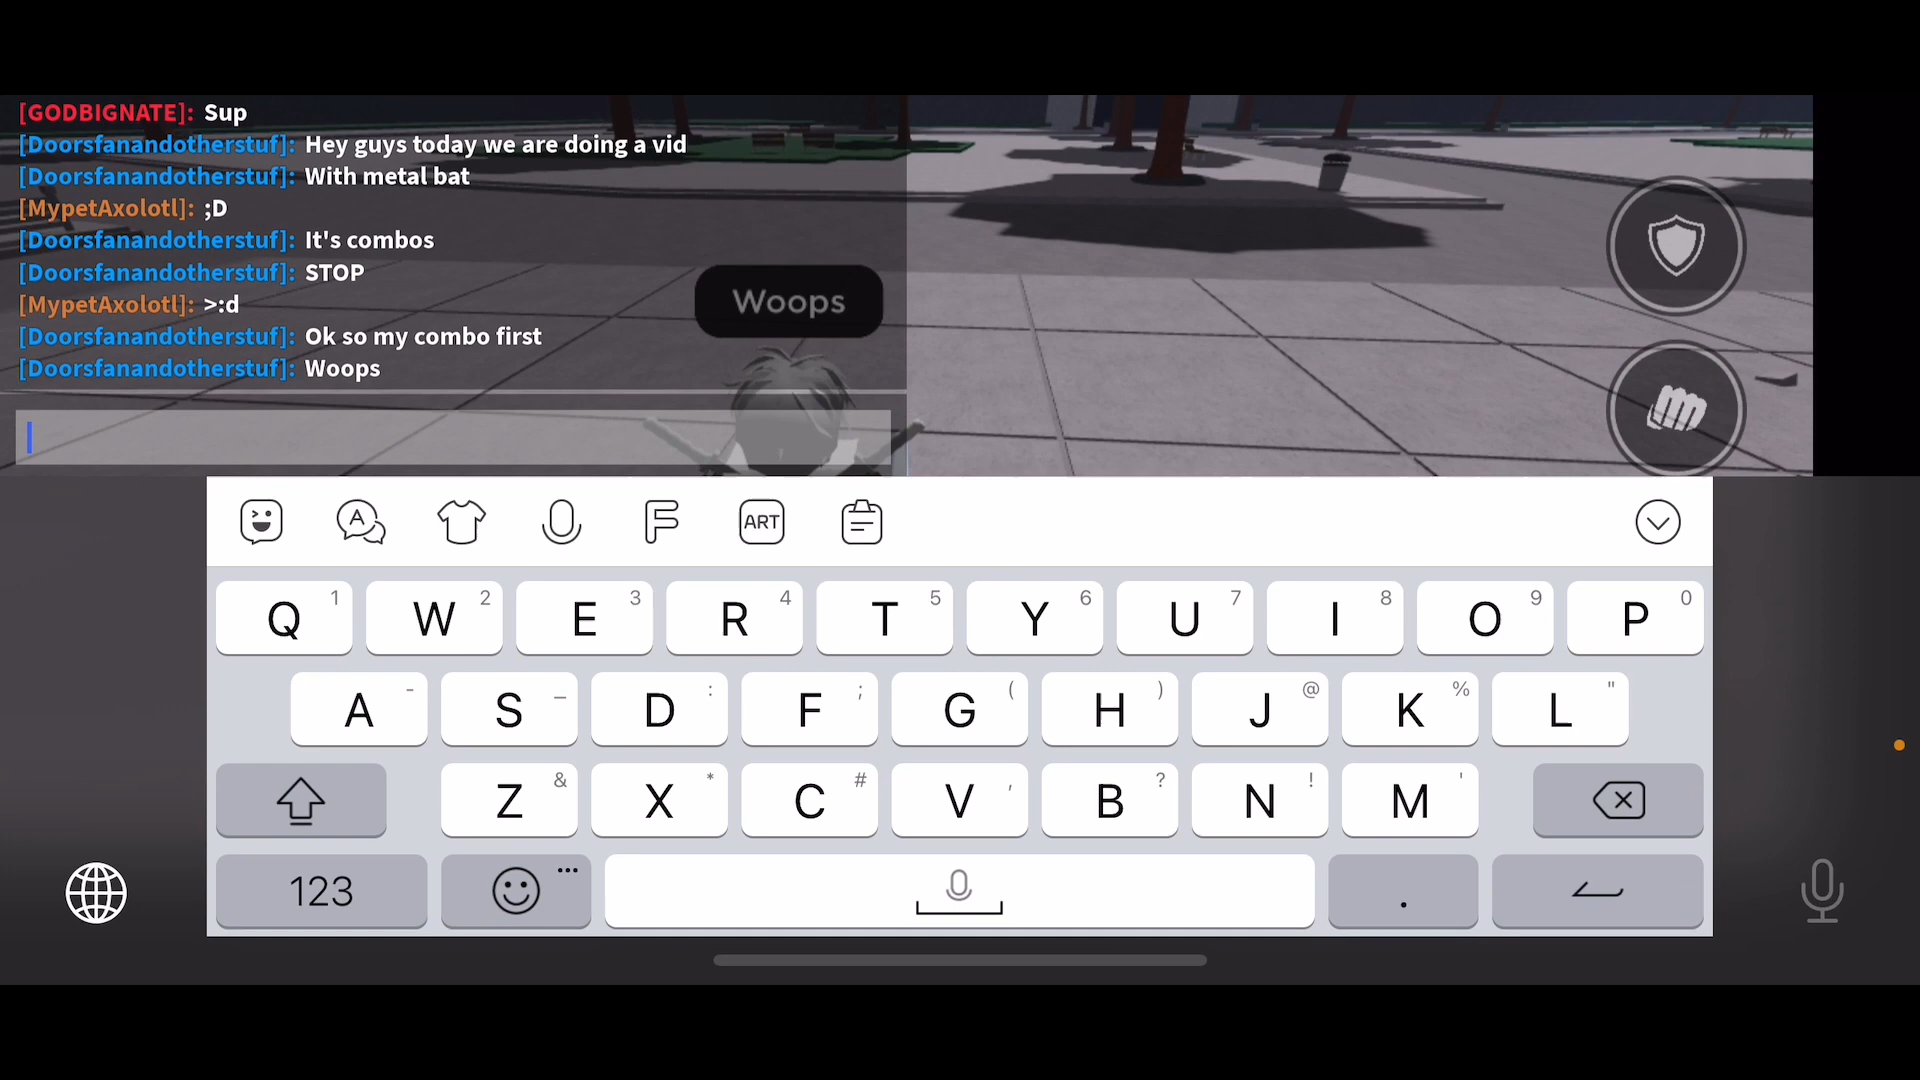 [GODBIGNATE]: Sup
[Doorsfanandotherstuf]: Hey guys today we are doing a vid
[Doorsfanandotherstuf]: With metal bat
[MypetAxolotl]: ;D
[Doorsfanandotherstuf]: It's combos
[Doorsfanandotherstuf]: STOP
[MypetAxolotl]: >:d
[Doorsfanandotherstuf]: Ok so my combo first
[Doorsfanandotherstuf]: Woops
Woops
A F ART
Q 1 W 2 E 3 R 4 T 5 Y 6 U 7 I 8 O 9 P 0
A - S _ D : F ; G ( H ) J @ K % L "
Z & X * C # V , B ? N ! M '
123 ... .